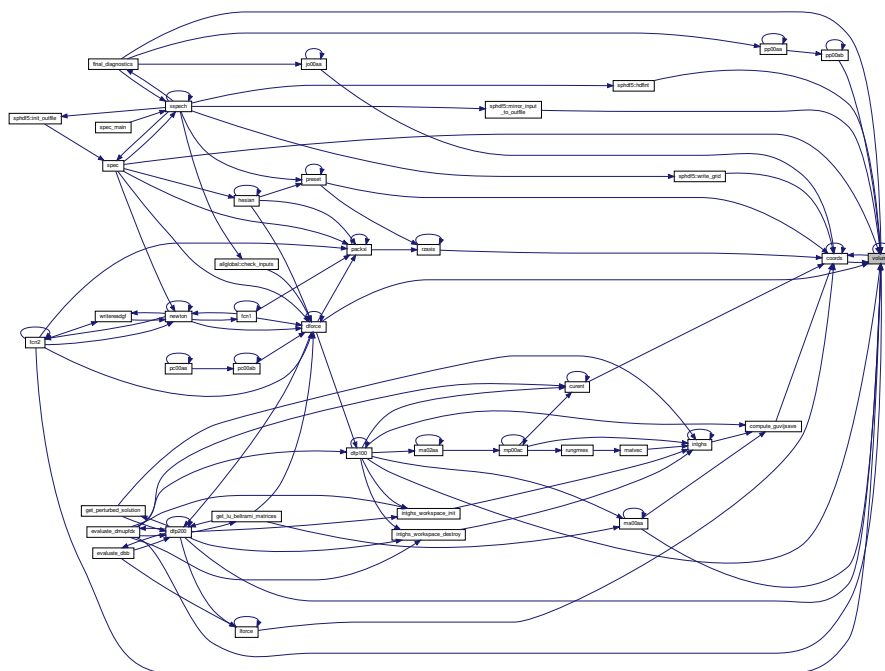 final_diagnostics
pp00aa
pp00ab
jo00aa
sphdf5::hdfint
xspech
sphdf5::mirror_input
_to_outfile
sphdf5::init_outfile
spec_main
spec
preset
sphdf5::write_grid
hesian
packxi
rzaxis
coords
volume
allglobal::check_inputs
writereadgf
newton
fcn1
dforce
fcn2
pc00aa
pc00ab
curent
compute_guvijsave
intghs
dfp100
ma02aa
mp00ac
rungmres
matvec
get_perturbed_solution
get_lu_beltrami_matrices
intghs_workspace_init
ma00aa
evaluate_dmupfdx
dfp200
intghs_workspace_destroy
evaluate_dbb
lforce